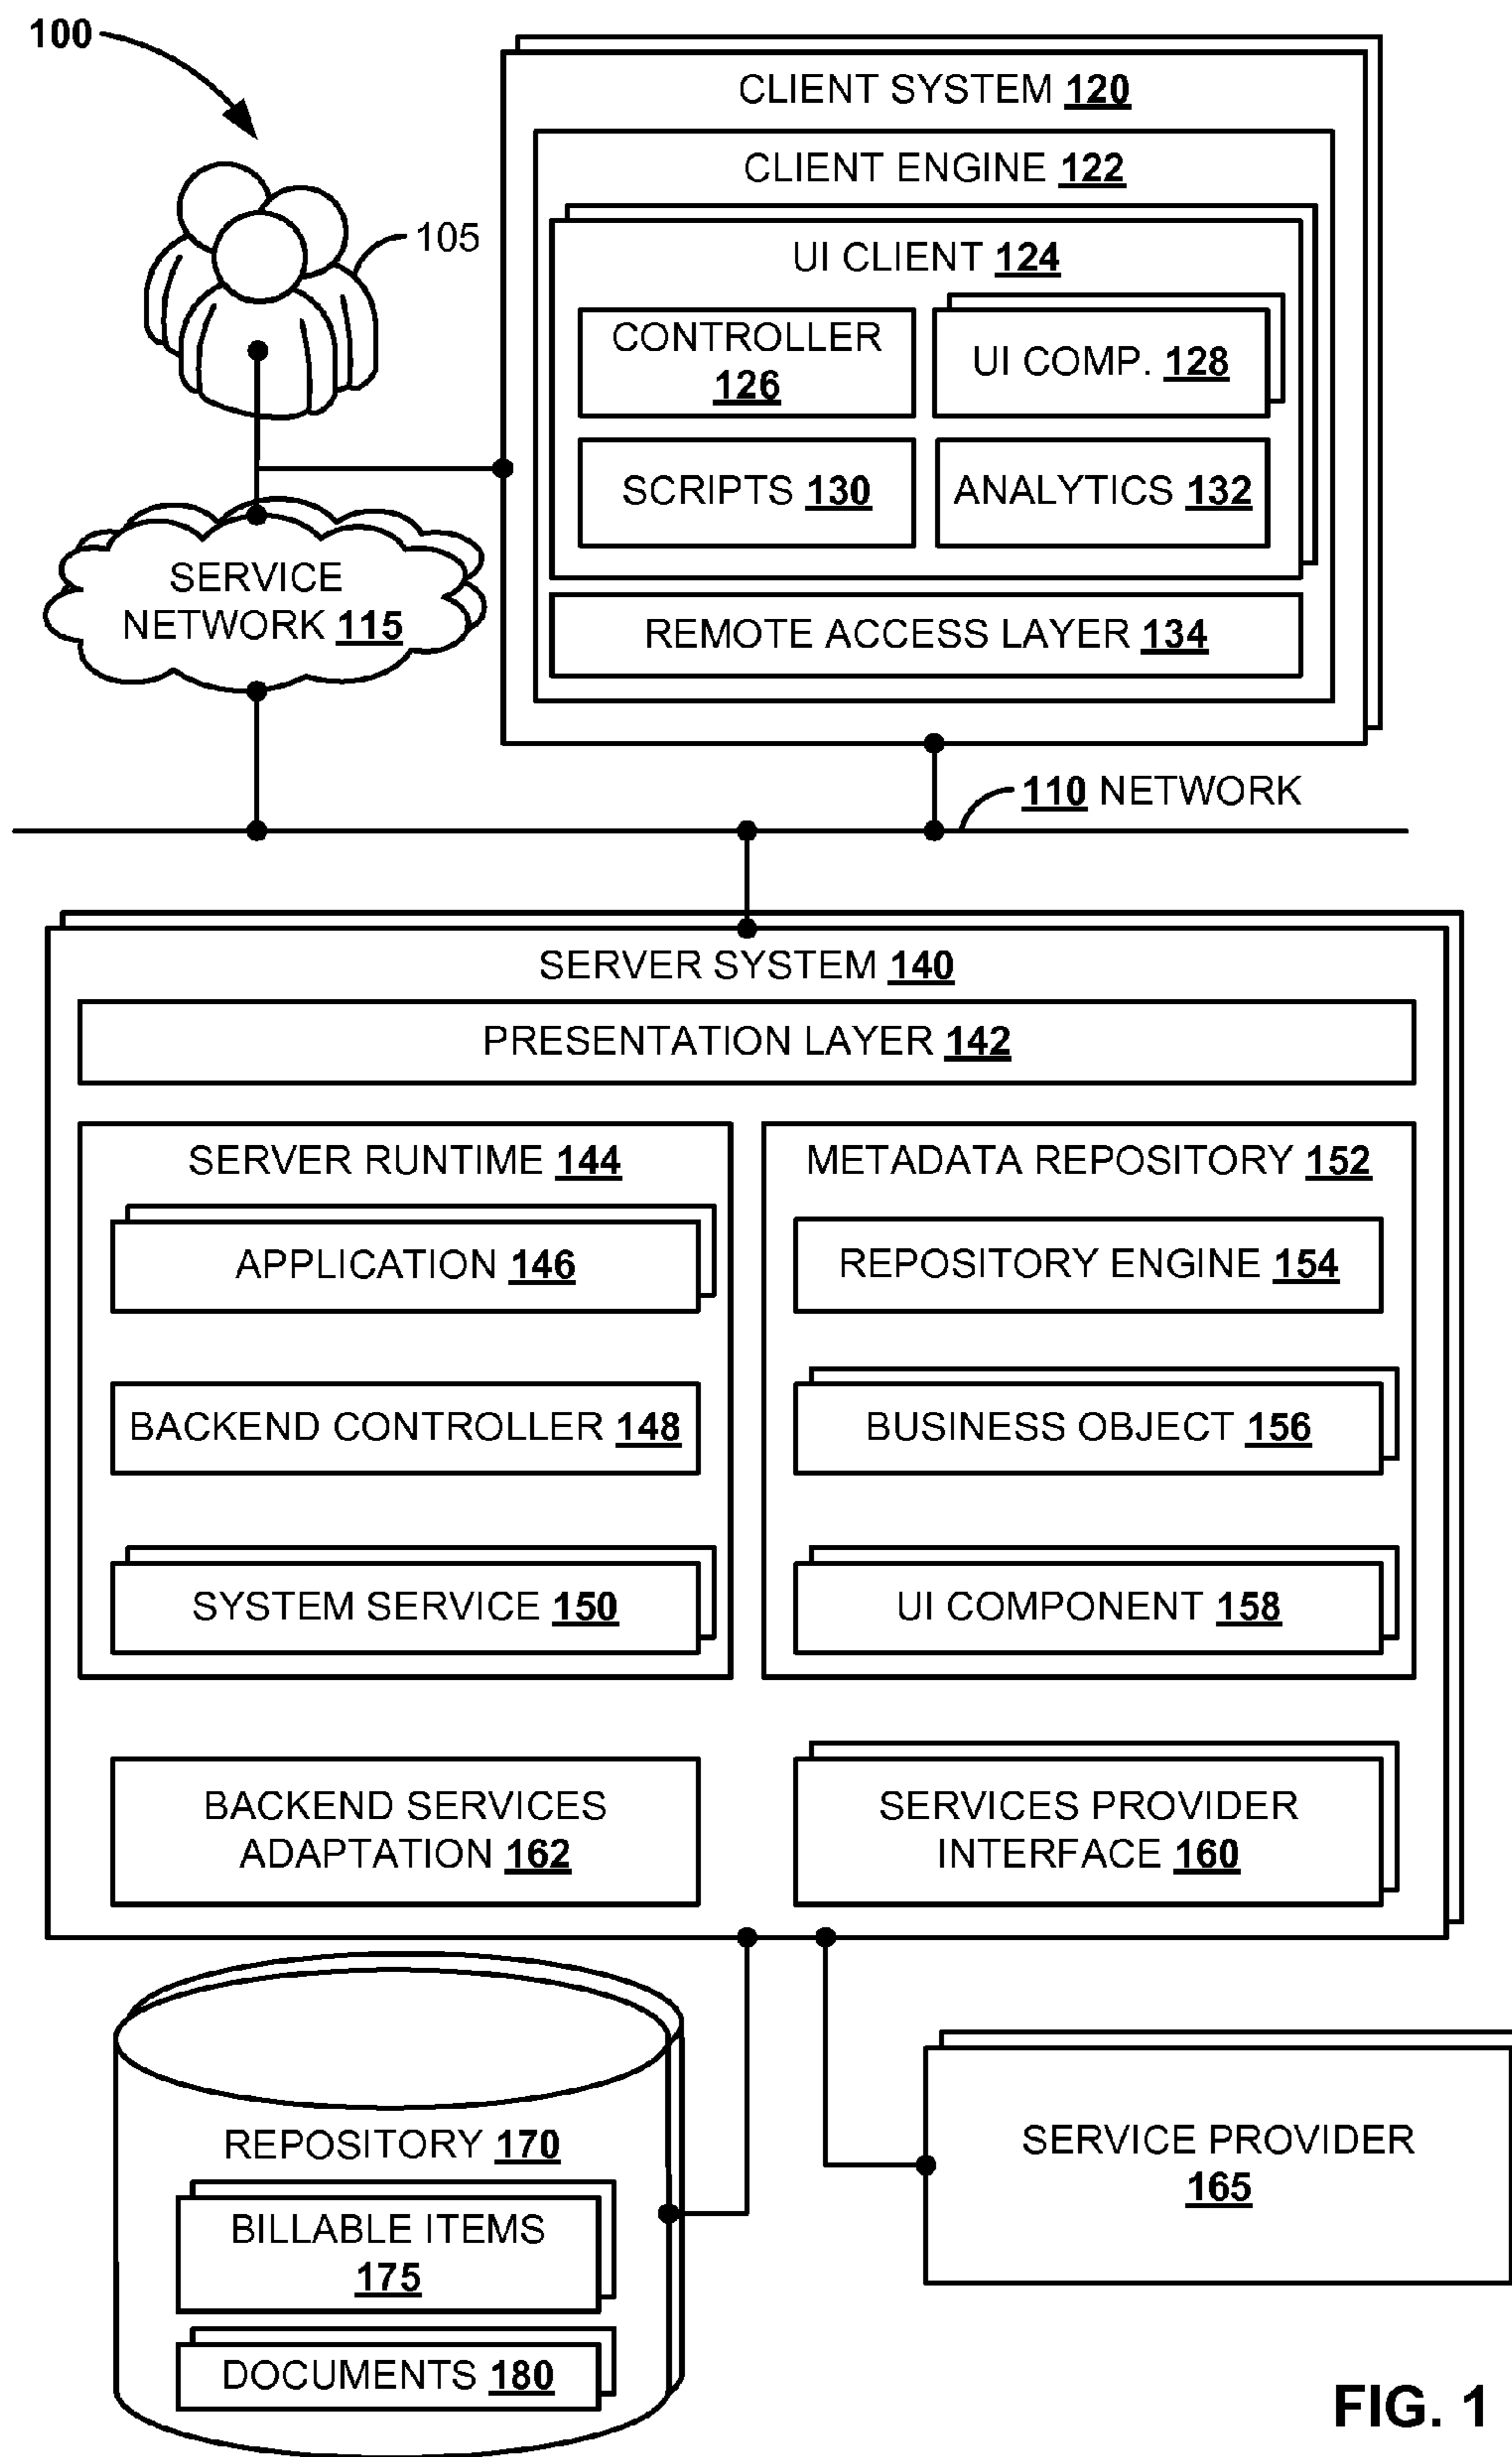 100
CLIENT SYSTEM 120
CLIENT ENGINE 122
105
UI CLIENT 124
CONTROLLER
126
UI COMP. 128
SCRIPTS 130
ANALYTICS 132
SERVICE
NETWORK 115
REMOTE ACCESS LAYER 134
110 NETWORK
SERVER SYSTEM 140
PRESENTATION LAYER 142
SERVER RUNTIME 144
APPLICATION 146
BACKEND CONTROLLER 148
SYSTEM SERVICE 150
METADATA REPOSITORY 152
REPOSITORY ENGINE 154
BUSINESS OBJECT 156
UI COMPONENT 158
BACKEND SERVICES
ADAPTATION 162
SERVICES PROVIDER
INTERFACE 160
REPOSITORY 170
BILLABLE ITEMS
175
DOCUMENTS 180
SERVICE PROVIDER
165
FIG. 1